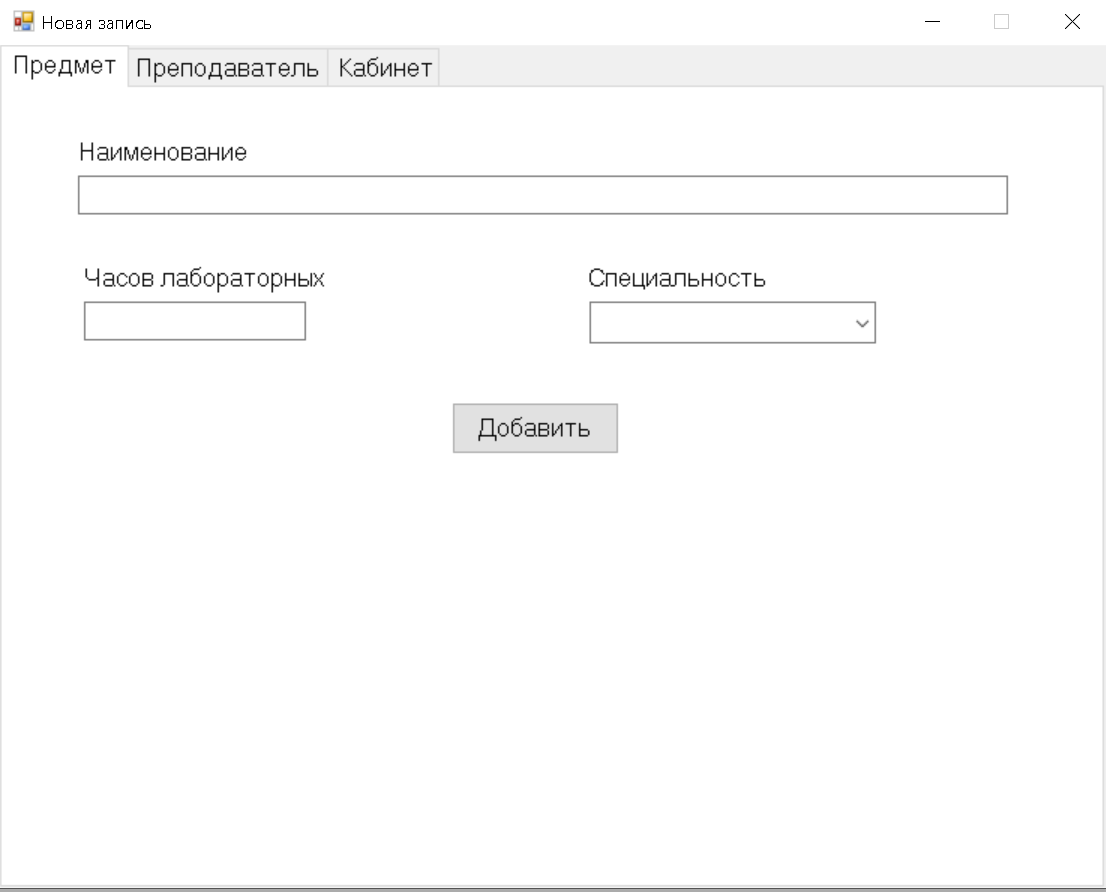 Новая запись
Предмет Преподаватель Кабинет
Наименование
Часов лабораторных Специальность
Добавить